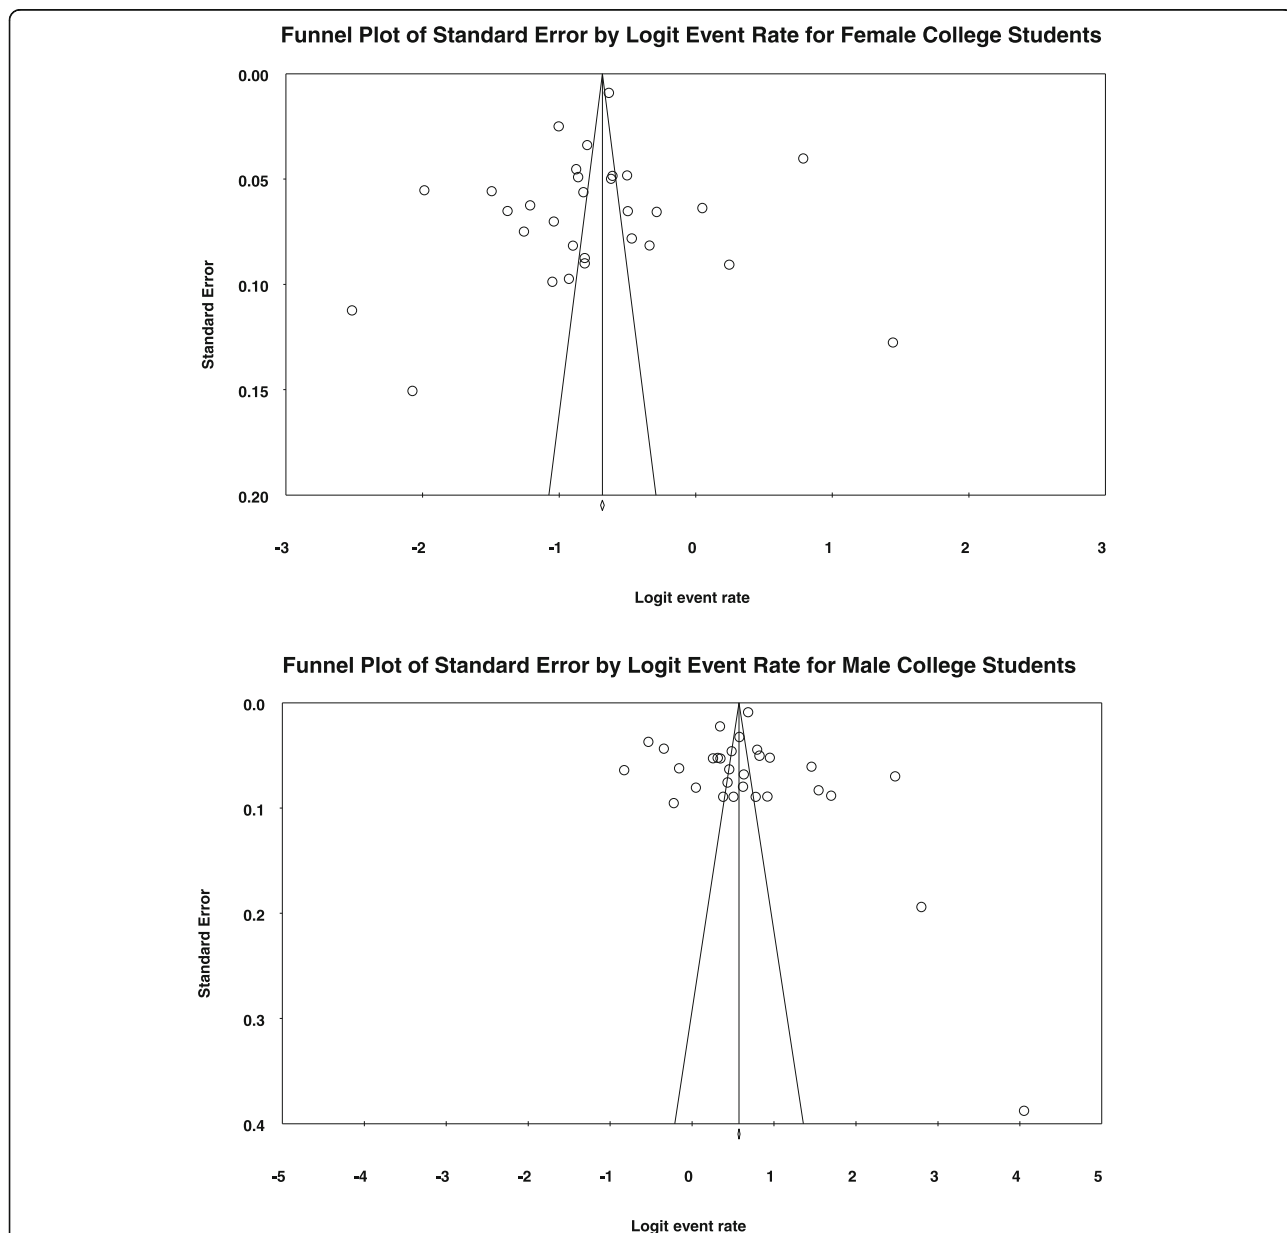 Funnel Plot of Standard Error by Logit Event Rate for Female College Students
0.00
0.05
0.10
0.15
0.20
Standard Error
-3 -2 -1 0 1 2 3
Logit event rate
Funnel Plot of Standard Error by Logit Event Rate for Male College Students
0.0
0.1
0.2
0.3
0.4
Standard Error
-5 -4 -3 -2 -1 0 1 2 3 4 5
Logit event rate